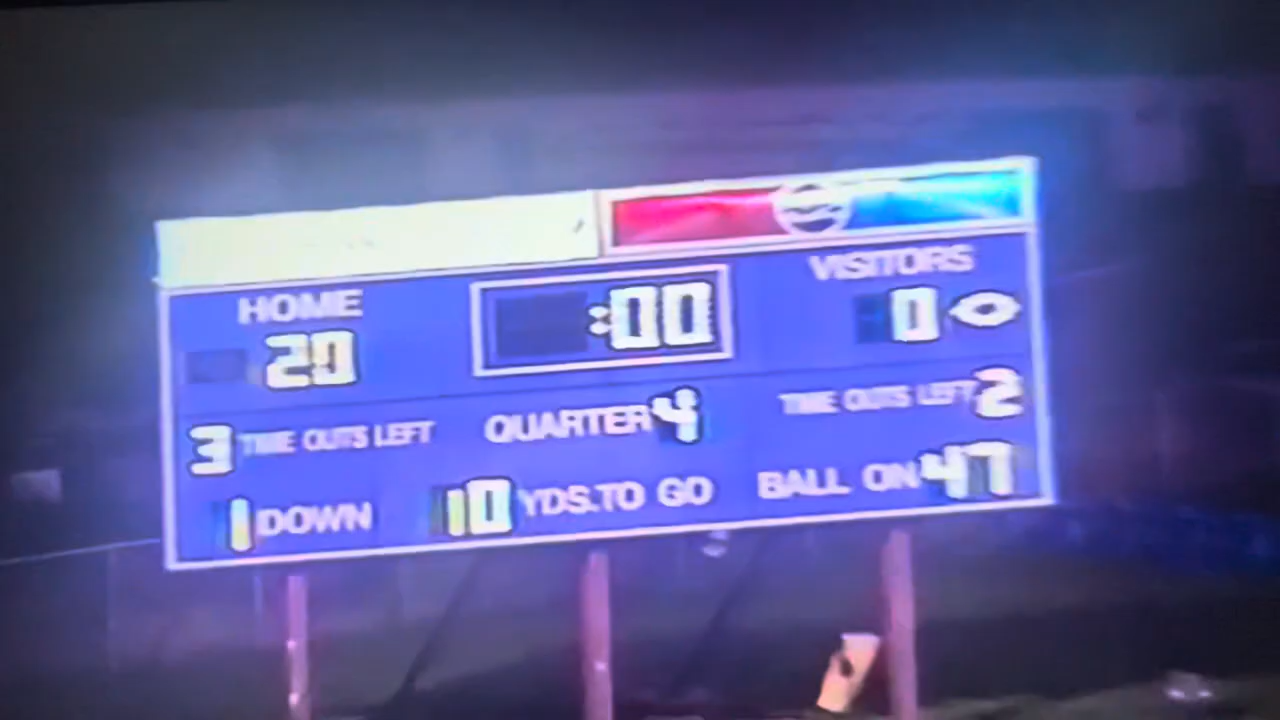 HOME :00 VISITORS
20 0
3 TIME OUTS LEFT QUARTER 4 TIME OUTS LEFT 2
1 DOWN 10 YDS.TO GO BALL ON 47